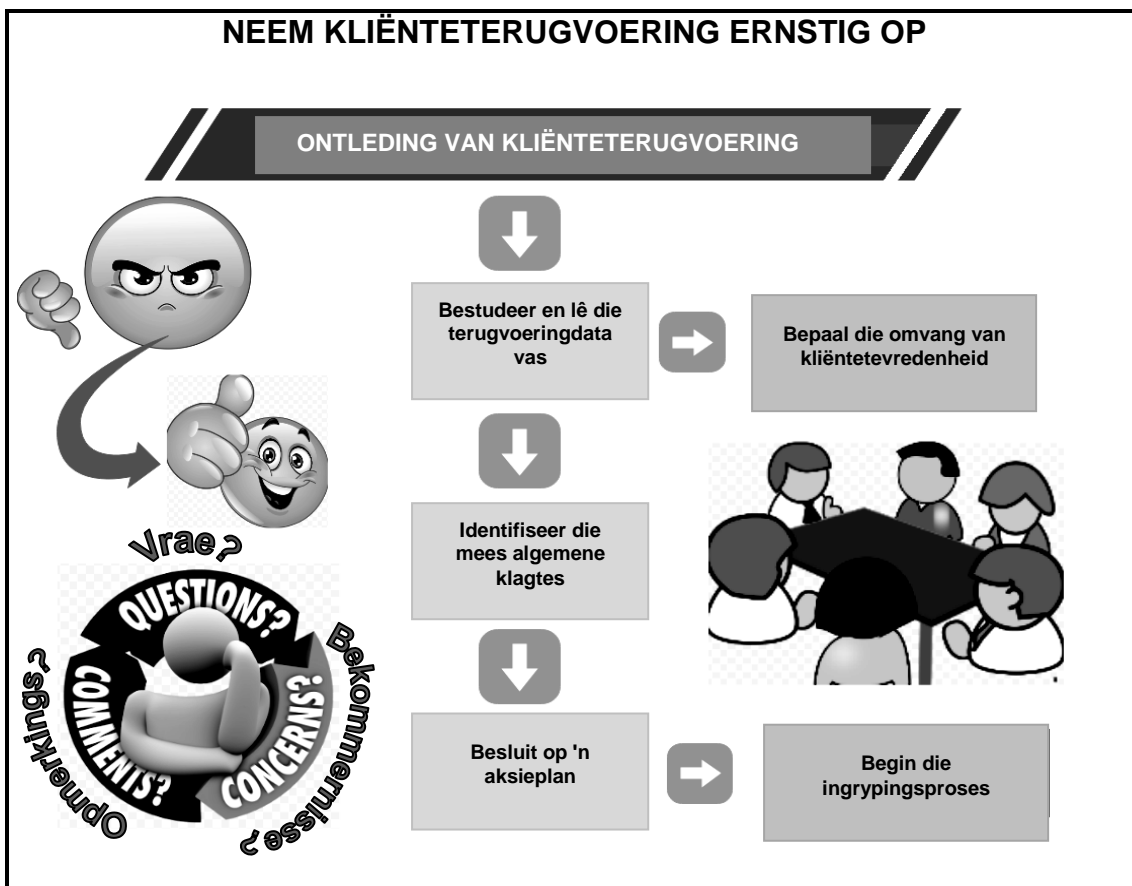 NEEM KLIËNTETERUGVOERING ERNSTIG OP
ONTLEDING VAN KLIËNTETERUGVOERING
Bestudeer en lê die
terugvoeringdata
vas
Bepaal die omvang van
kliëntetevredenheid
Identifiseer die
mees algemene
klagtes
Besluit op 'n
aksieplan
Begin die
ingrypingsproses
Vrae?
Bekommernisse?
Opmerkings?
QUESTIONS?
CONCERNS?
COMMENTS?